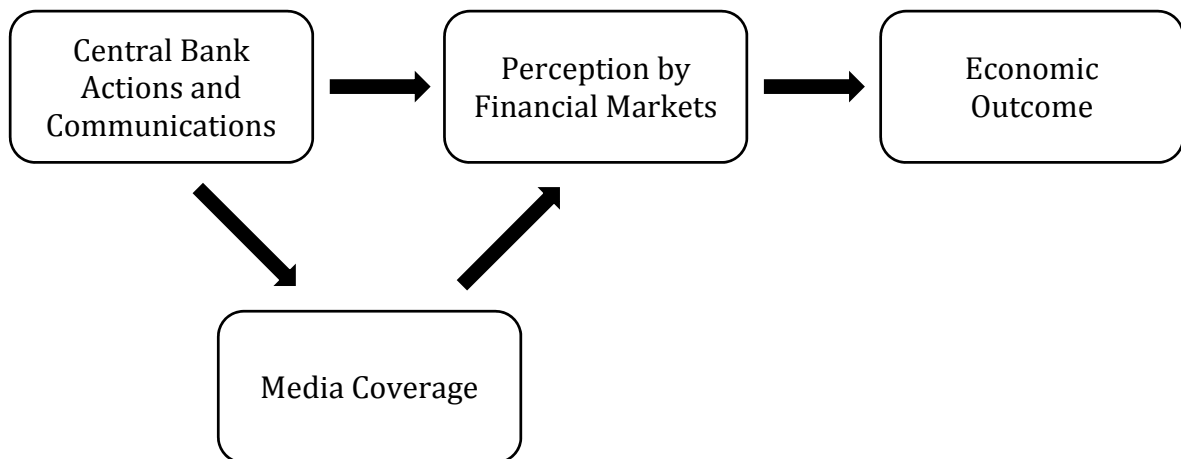 Central Bank
Actions and
Communications
Perception by
Financial Markets
Economic
Outcome
Media Coverage